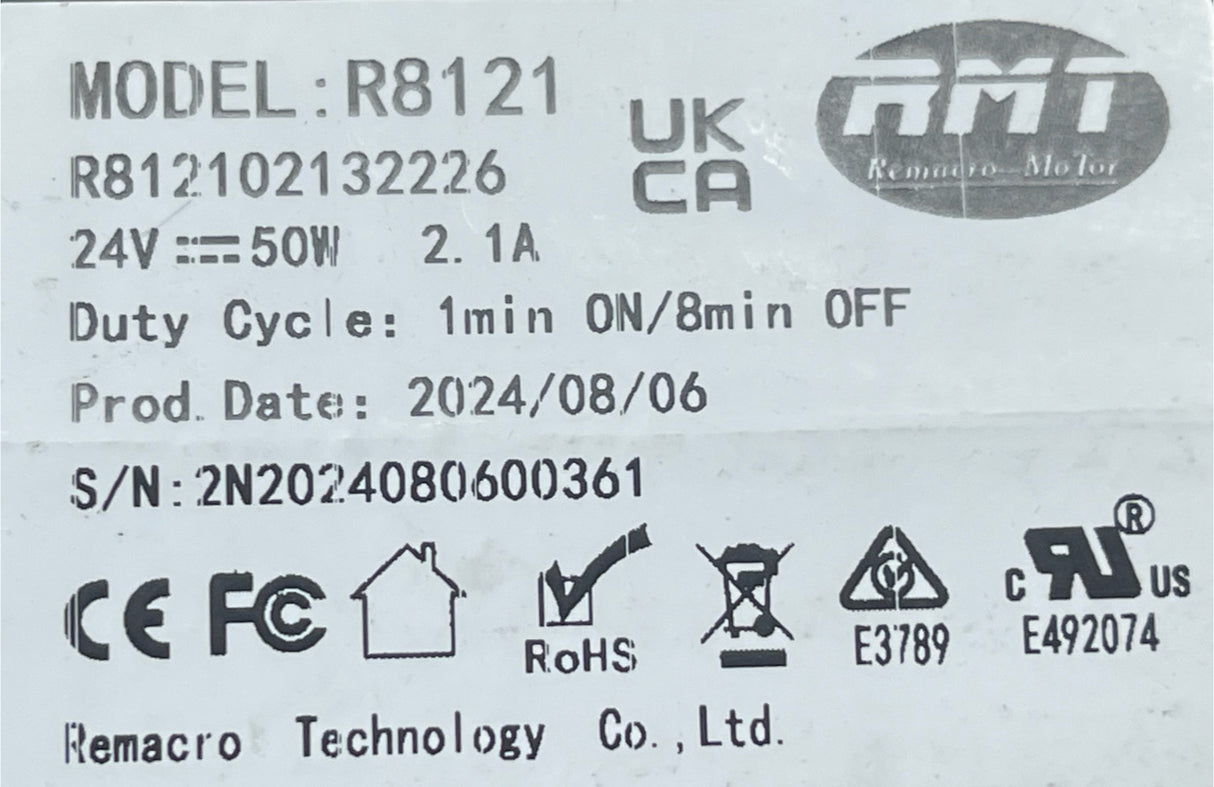 MODEL:R8121
R812102132226
24V ⎓ 50W 2.1A
Duty Cycle: 1min ON/8min OFF
Prod.Date: 2024/08/06
S/N:2N2024080600361
UK
CA
RMT
Remacro MoTor
CE FC
RoHS
E3789
C RU ® US
E492074
Remacro Technology Co.,Ltd.